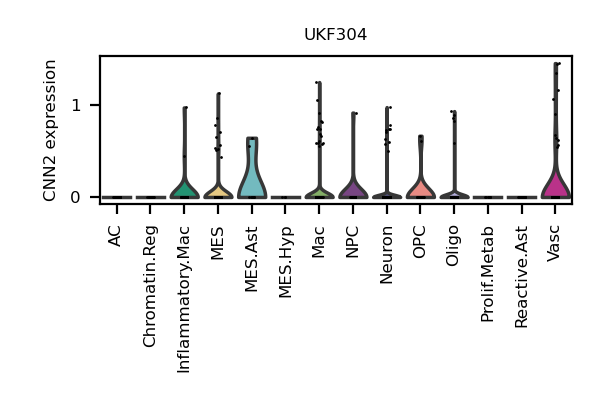 UKF304
CNN2 expression
1
0
AC
Chromatin.Reg
Inflammatory.Mac
MES
MES.Ast
MES.Hyp
Mac
NPC
Neuron
OPC
Oligo
Prolif.Metab
Reactive.Ast
Vasc